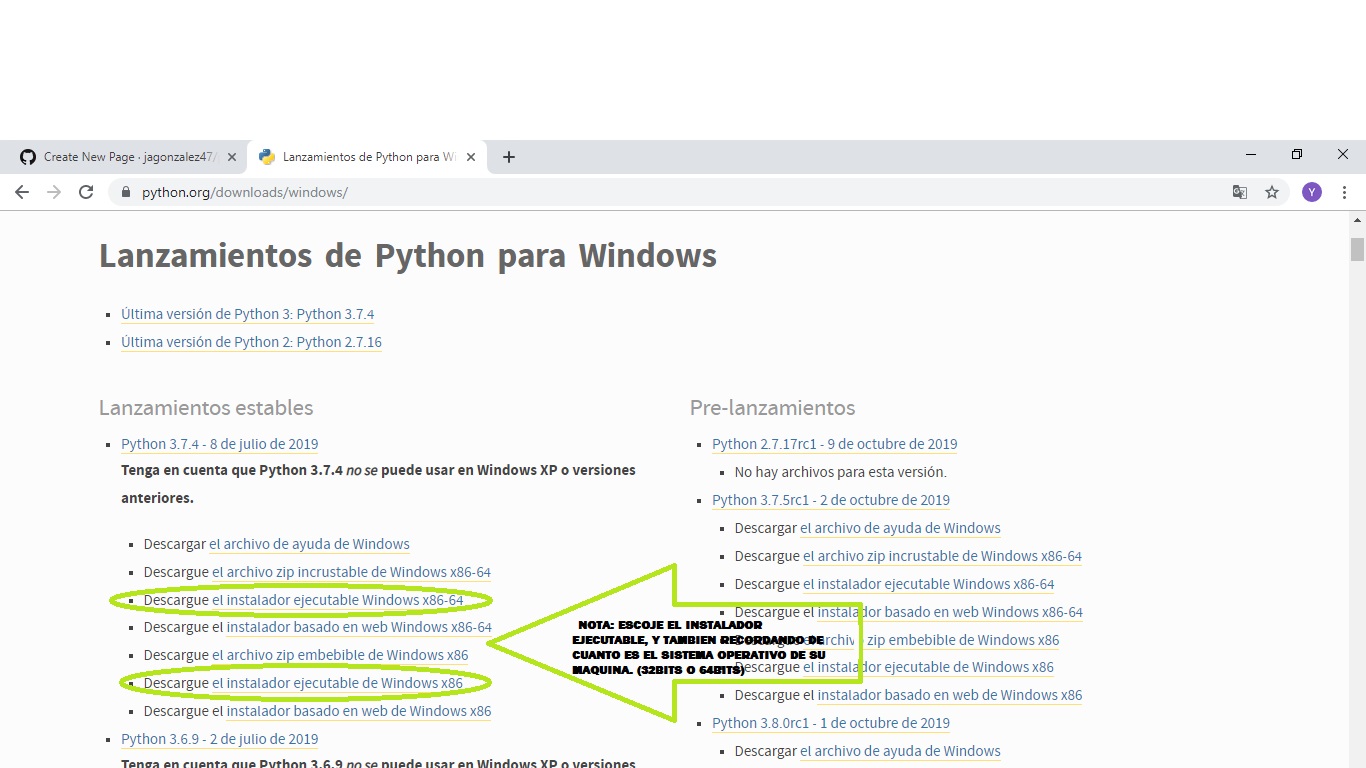 Create New Page · jagonzalez47/
Lanzamientos de Python para Wi
python.org/downloads/windows/
Y
Lanzamientos de Python para Windows
Última versión de Python 3: Python 3.7.4
Última versión de Python 2: Python 2.7.16
Lanzamientos estables
Python 3.7.4 - 8 de julio de 2019
Tenga en cuenta que Python 3.7.4 no se puede usar en Windows XP o versiones
anteriores.
Descargar el archivo de ayuda de Windows
Descargue el archivo zip incrustable de Windows x86-64
Descargue el instalador ejecutable Windows x86-64
Descargue el instalador basado en web Windows x86-64
Descargue el archivo zip embebible de Windows x86
Descargue el instalador ejecutable de Windows x86
Descargue el instalador basado en web de Windows x86
Python 3.6.9 - 2 de julio de 2019
Tenga en cuenta que Python 3.6.9 no se puede usar en Windows XP o versiones
NOTA: ESCOJE EL INSTALADOR
EJECUTABLE, Y TAMBIEN RECORDANDO DE
CUANTO ES EL SISTEMA OPERATIVO DE SU
MAQUINA. (32BITS O 64BITS)
Pre-lanzamientos
Python 2.7.17rc1 - 9 de octubre de 2019
No hay archivos para esta versión.
Python 3.7.5rc1 - 2 de octubre de 2019
Descargar el archivo de ayuda de Windows
Descargue el archivo zip incrustable de Windows x86-64
Descargue el instalador ejecutable de Windows x86-64
Descargue el instalador basado en web de Windows x86-64
zip embebible de Windows x86
Descargue el instalador ejecutable de Windows x86
Descargue el instalador basado en web de Windows x86
Python 3.8.0rc1 - 1 de octubre de 2019
Descargar el archivo de ayuda de Windows